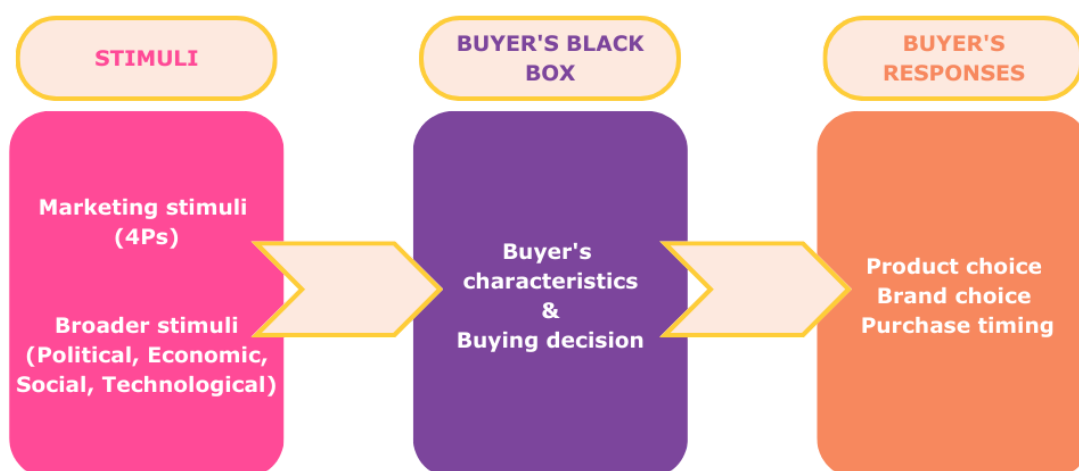 STIMULI
Marketing stimuli
(4Ps)
Broader stimuli
(Political, Economic,
Social, Technological)
BUYER'S BLACK
BOX
Buyer's
characteristics
&
Buying decision
BUYER'S
RESPONSES
Product choice
Brand choice
Purchase timing